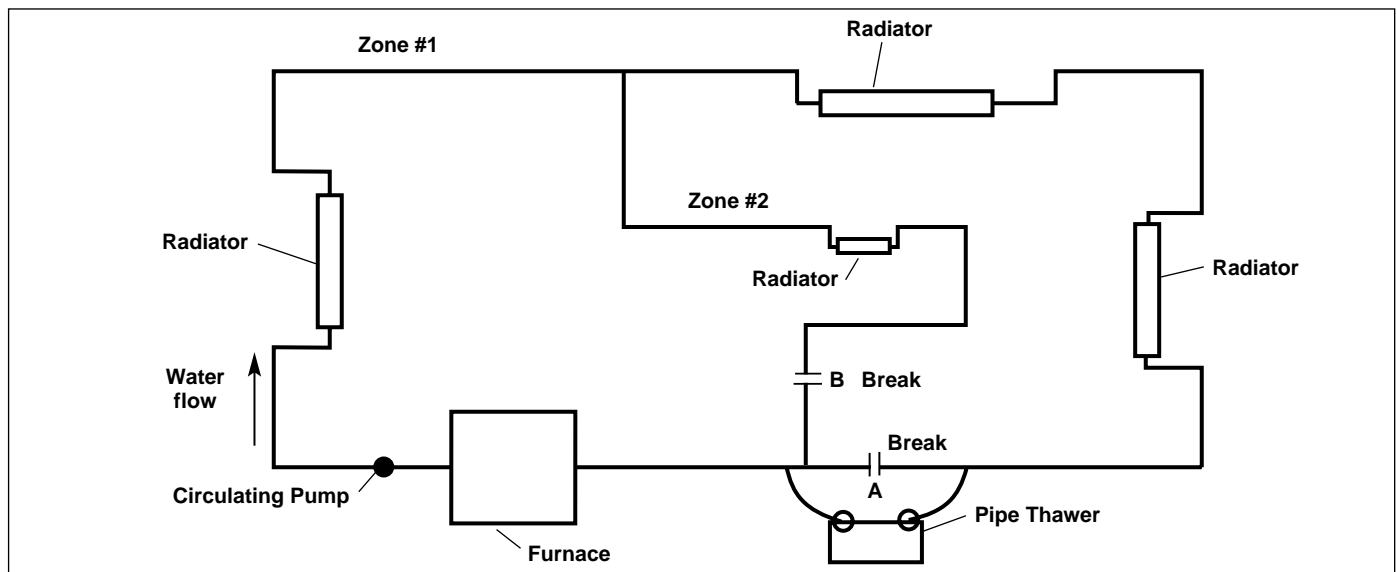 Zone #1
Radiator
Zone #2
Radiator
Radiator
Radiator
Water
flow
B Break
Break
A
Circulating Pump
Pipe Thawer
Furnace